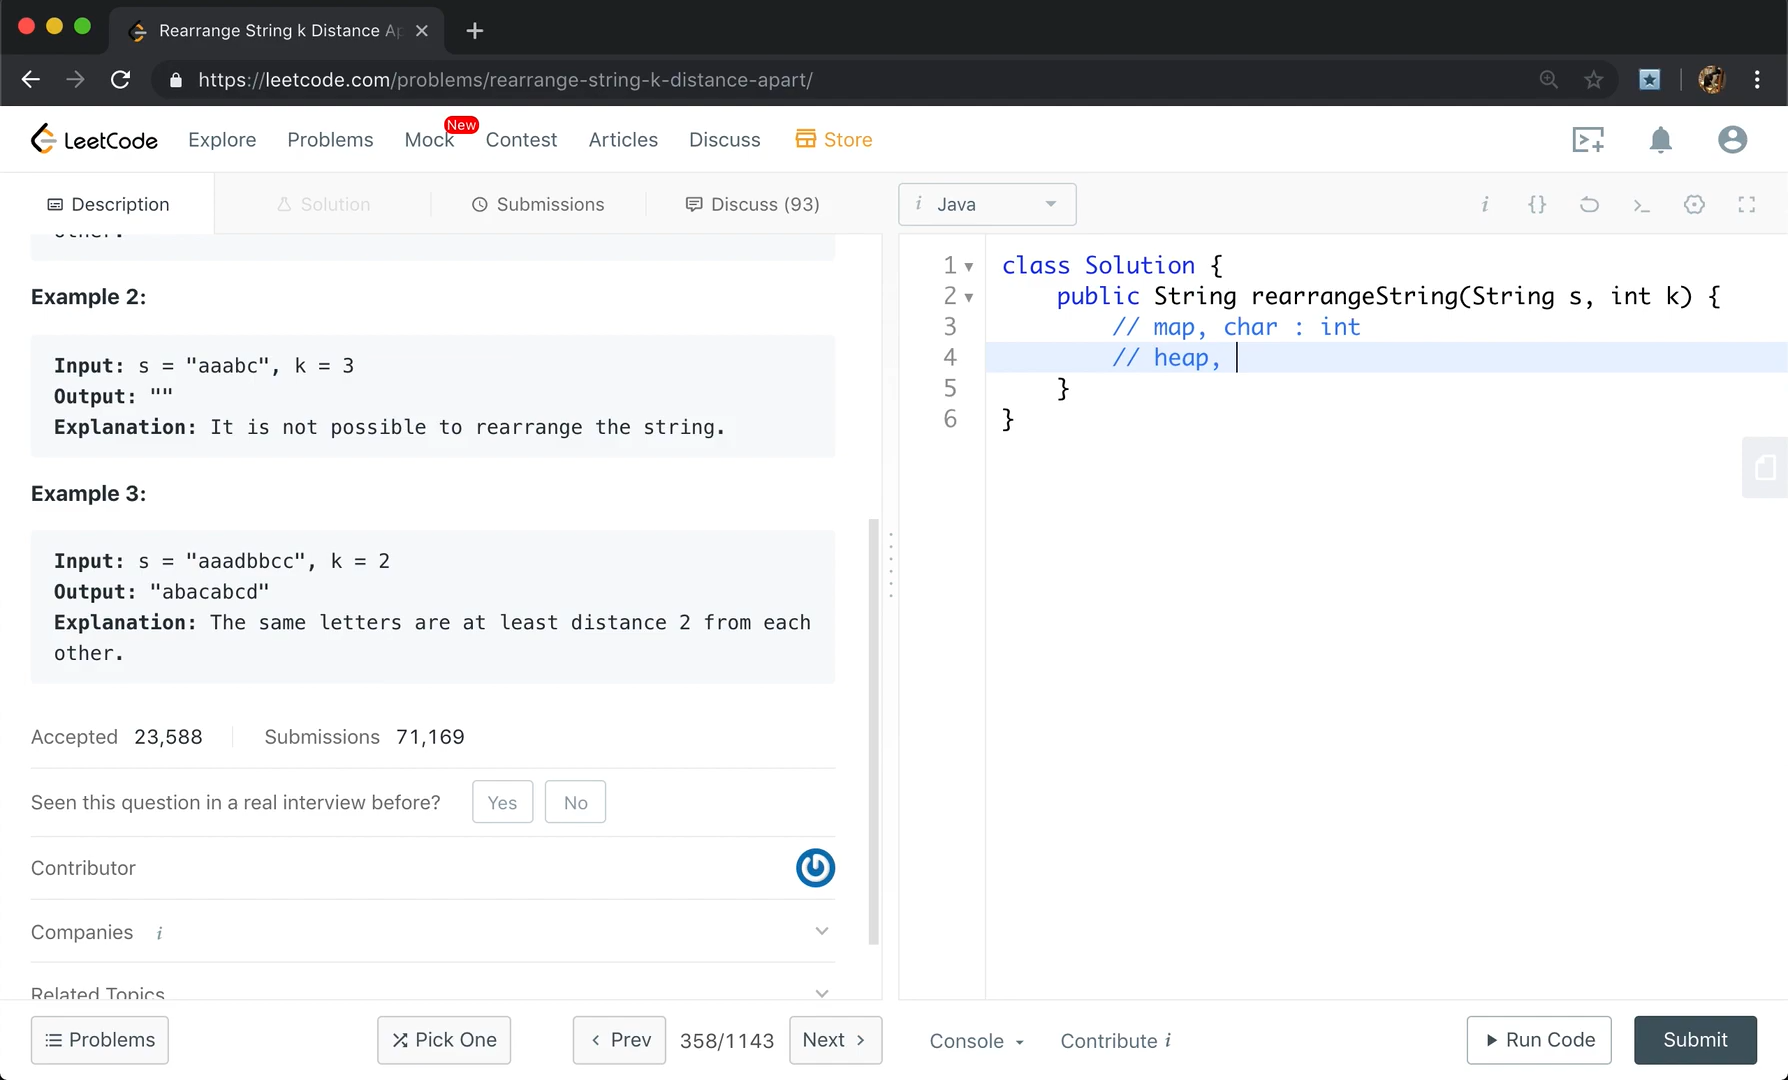 Rearrange String k Distance Ap
https://leetcode.com/problems/rearrange-string-k-distance-apart/
LeetCode Explore Problems Mock New Contest Articles Discuss Store
Description Solution Submissions Discuss (93)
i Java
i {} >_
other.
Example 2:
Input: s = "aaabc", k = 3
Output: ""
Explanation: It is not possible to rearrange the string.
Example 3:
Input: s = "aaadbbcc", k = 2
Output: "abacabcd"
Explanation: The same letters are at least distance 2 from each
other.
Accepted 23,588 Submissions 71,169
Seen this question in a real interview before? Yes No
Contributor
Companies i
Related Topics
1 class Solution {
2 public String rearrangeString(String s, int k) {
3 // map, char : int
4 // heap,
5 }
6 }
Problems Pick One < Prev 358/1143 Next > Console Contribute i Run Code Submit